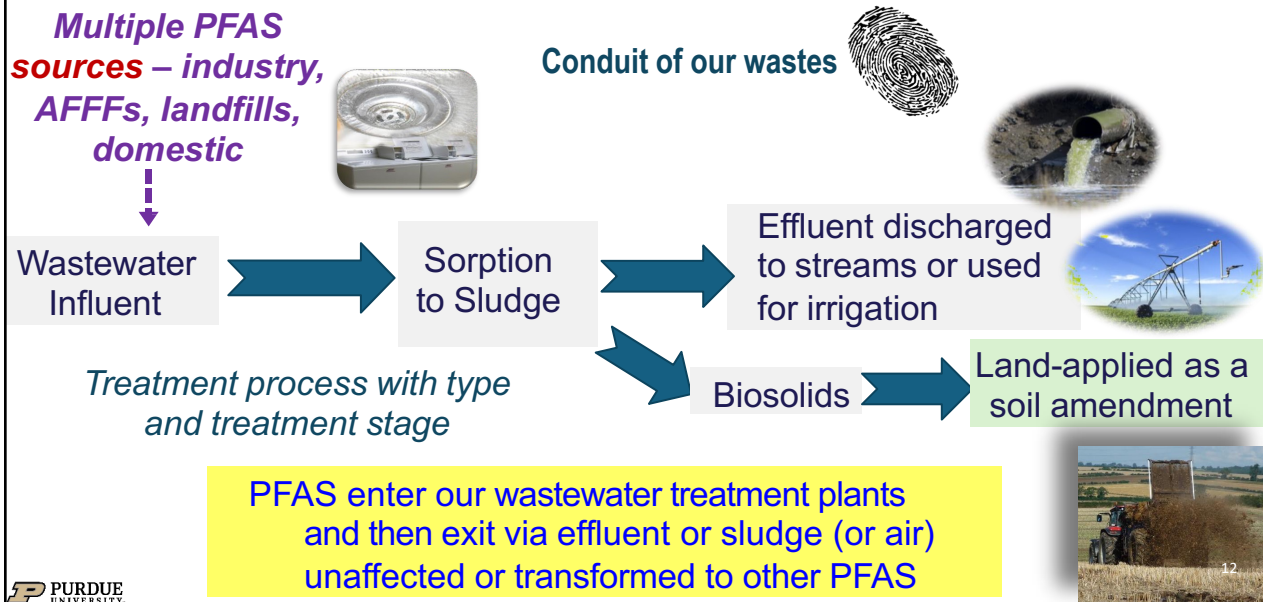 Multiple PFAS
sources – industry,
AFFFs, landfills,
domestic
Conduit of our wastes
Wastewater
Influent
Sorption
to Sludge
Effluent discharged
to streams or used
for irrigation
Treatment process with type
and treatment stage
Biosolids
Land-applied as a
soil amendment
PFAS enter our wastewater treatment plants
and then exit via effluent or sludge (or air)
unaffected or transformed to other PFAS
12
PURDUE
UNIVERSITY.